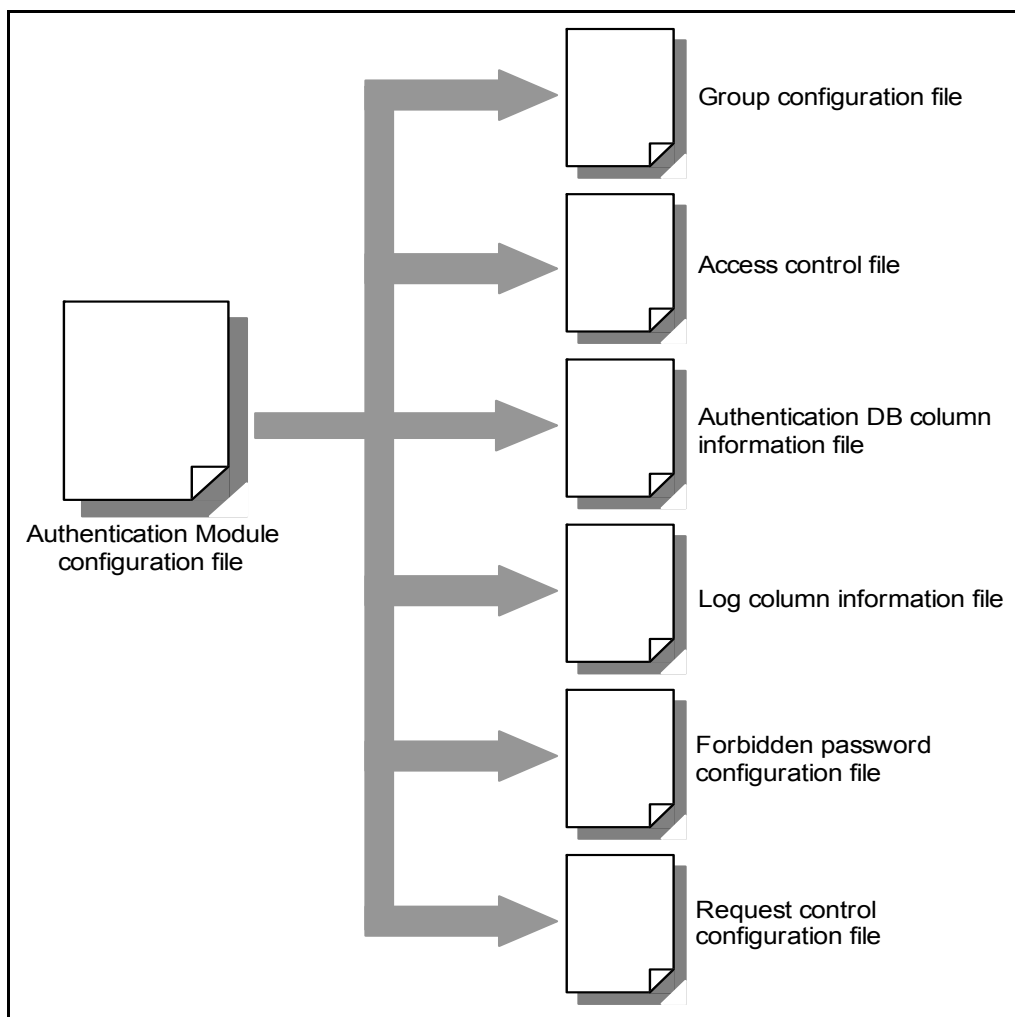 Group configuration file
Access control file
Authentication DB column
information file
Authentication Module
configuration file
Log column information file
Forbidden password
configuration file
Request control
configuration file